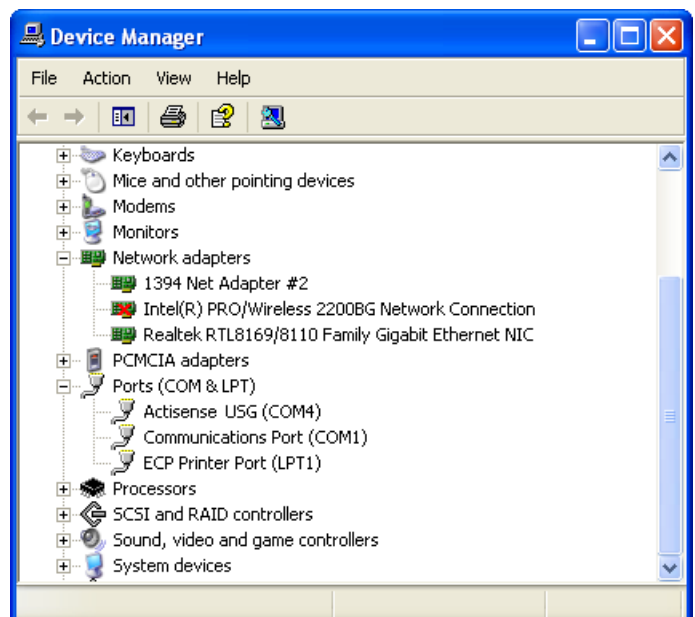 Device Manager
File Action View Help
Keyboards
Mice and other pointing devices
Modems
Monitors
Network adapters
1394 Net Adapter #2
Intel(R) PRO/Wireless 2200BG Network Connection
Realtek RTL8169/8110 Family Gigabit Ethernet NIC
PCMCIA adapters
Ports (COM & LPT)
Actisense USG (COM4)
Communications Port (COM1)
ECP Printer Port (LPT1)
Processors
SCSI and RAID controllers
Sound, video and game controllers
System devices